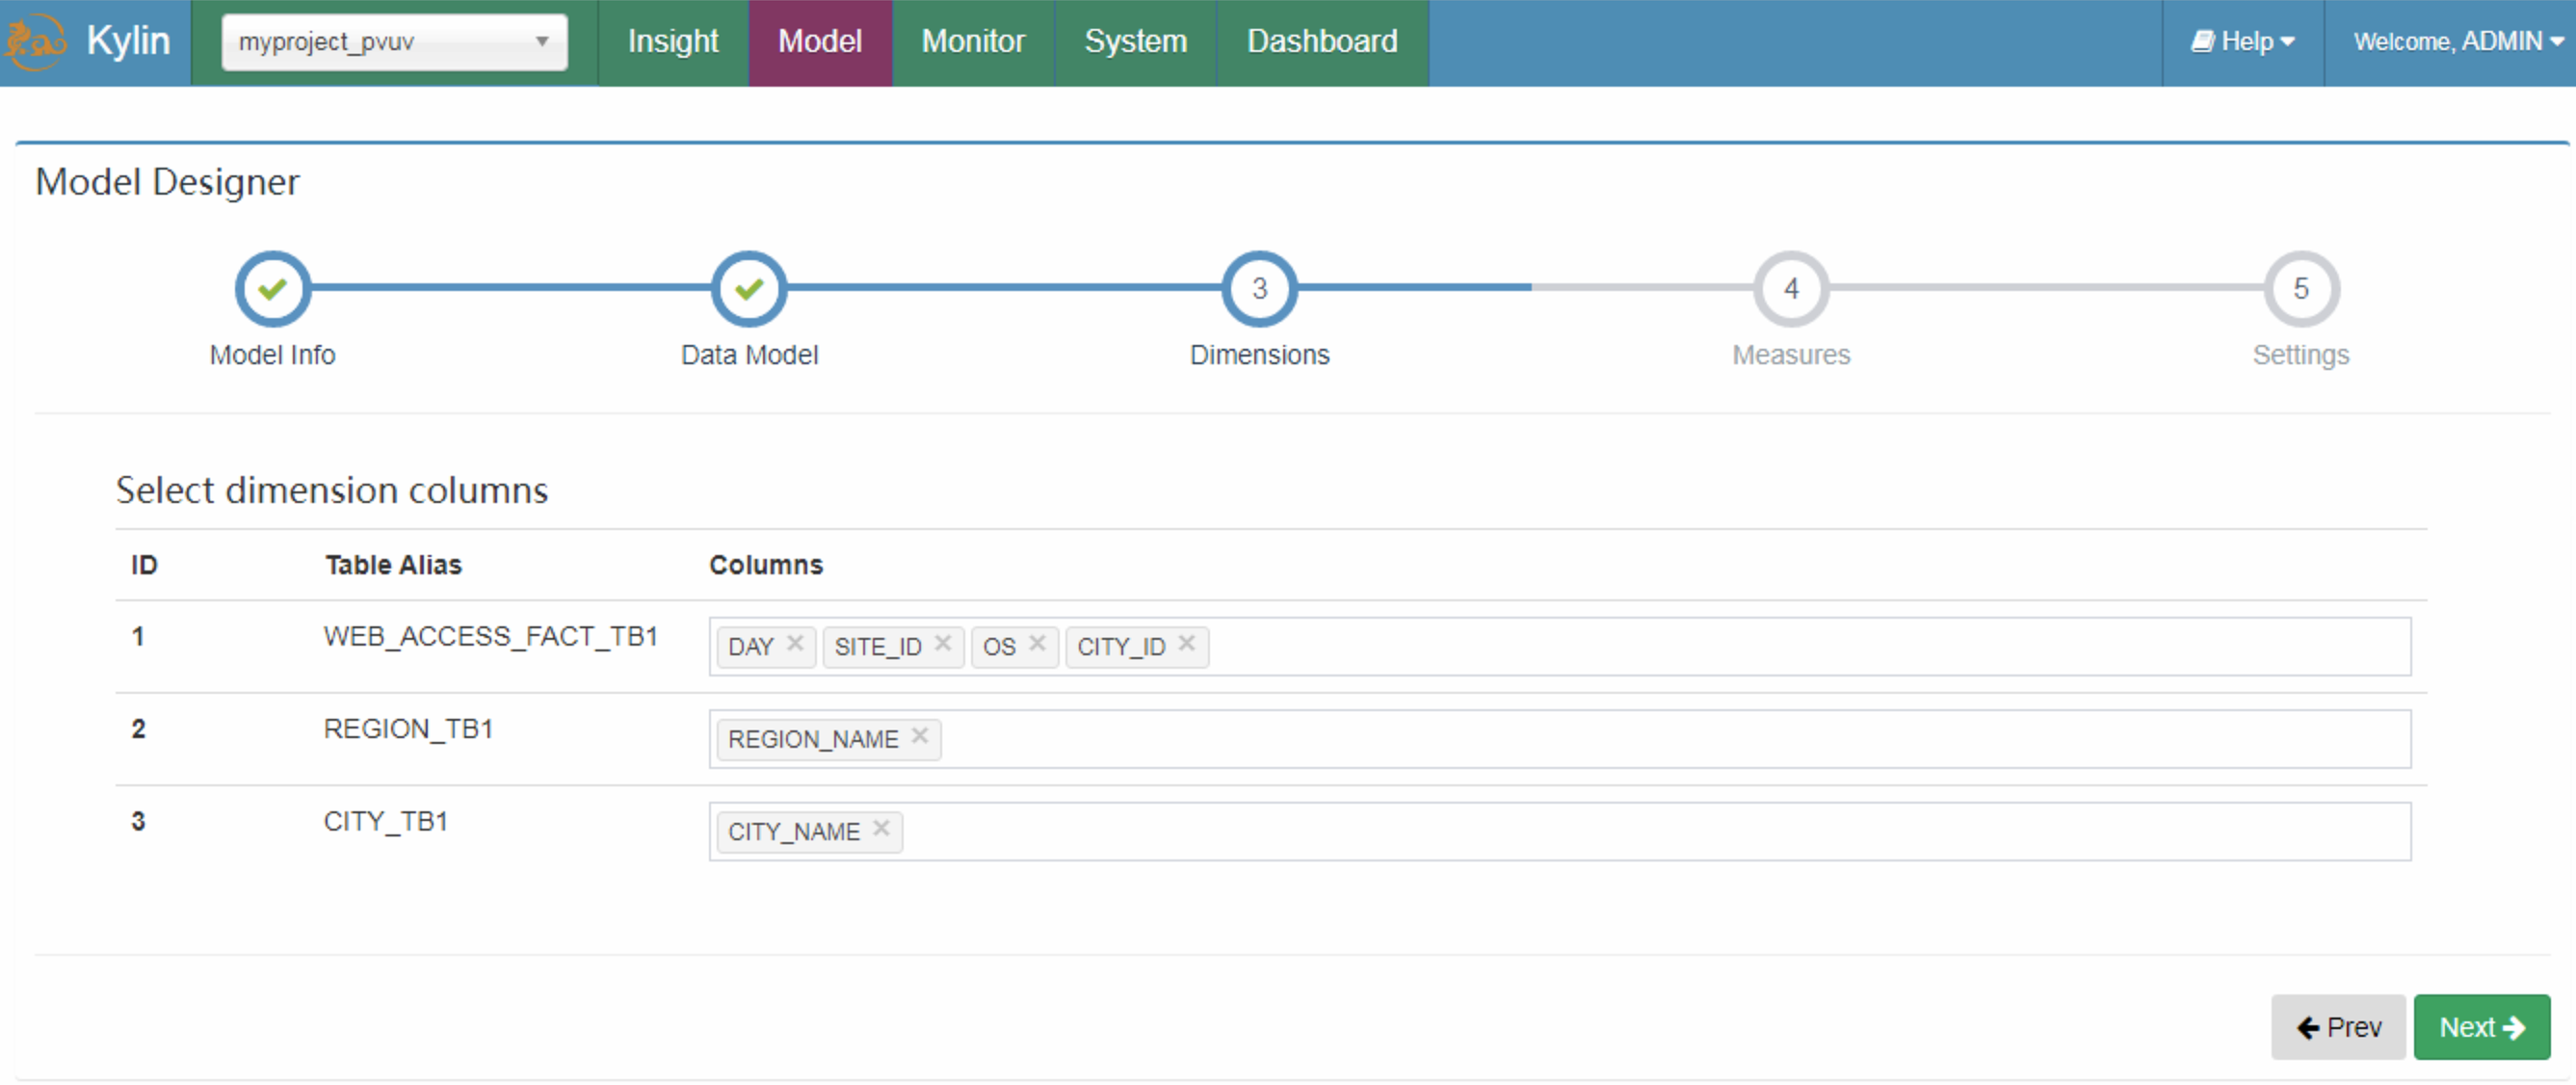 Kylin myproject_pvuv Insight Model Monitor System Dashboard Help Welcome, ADMIN
Model Designer
3 4 5
Model Info Data Model Dimensions Measures Settings
Select dimension columns
ID Table Alias Columns
1 WEB_ACCESS_FACT_TB1 DAY SITE_ID OS CITY_ID
2 REGION_TB1 REGION_NAME
3 CITY_TB1 CITY_NAME
Prev Next